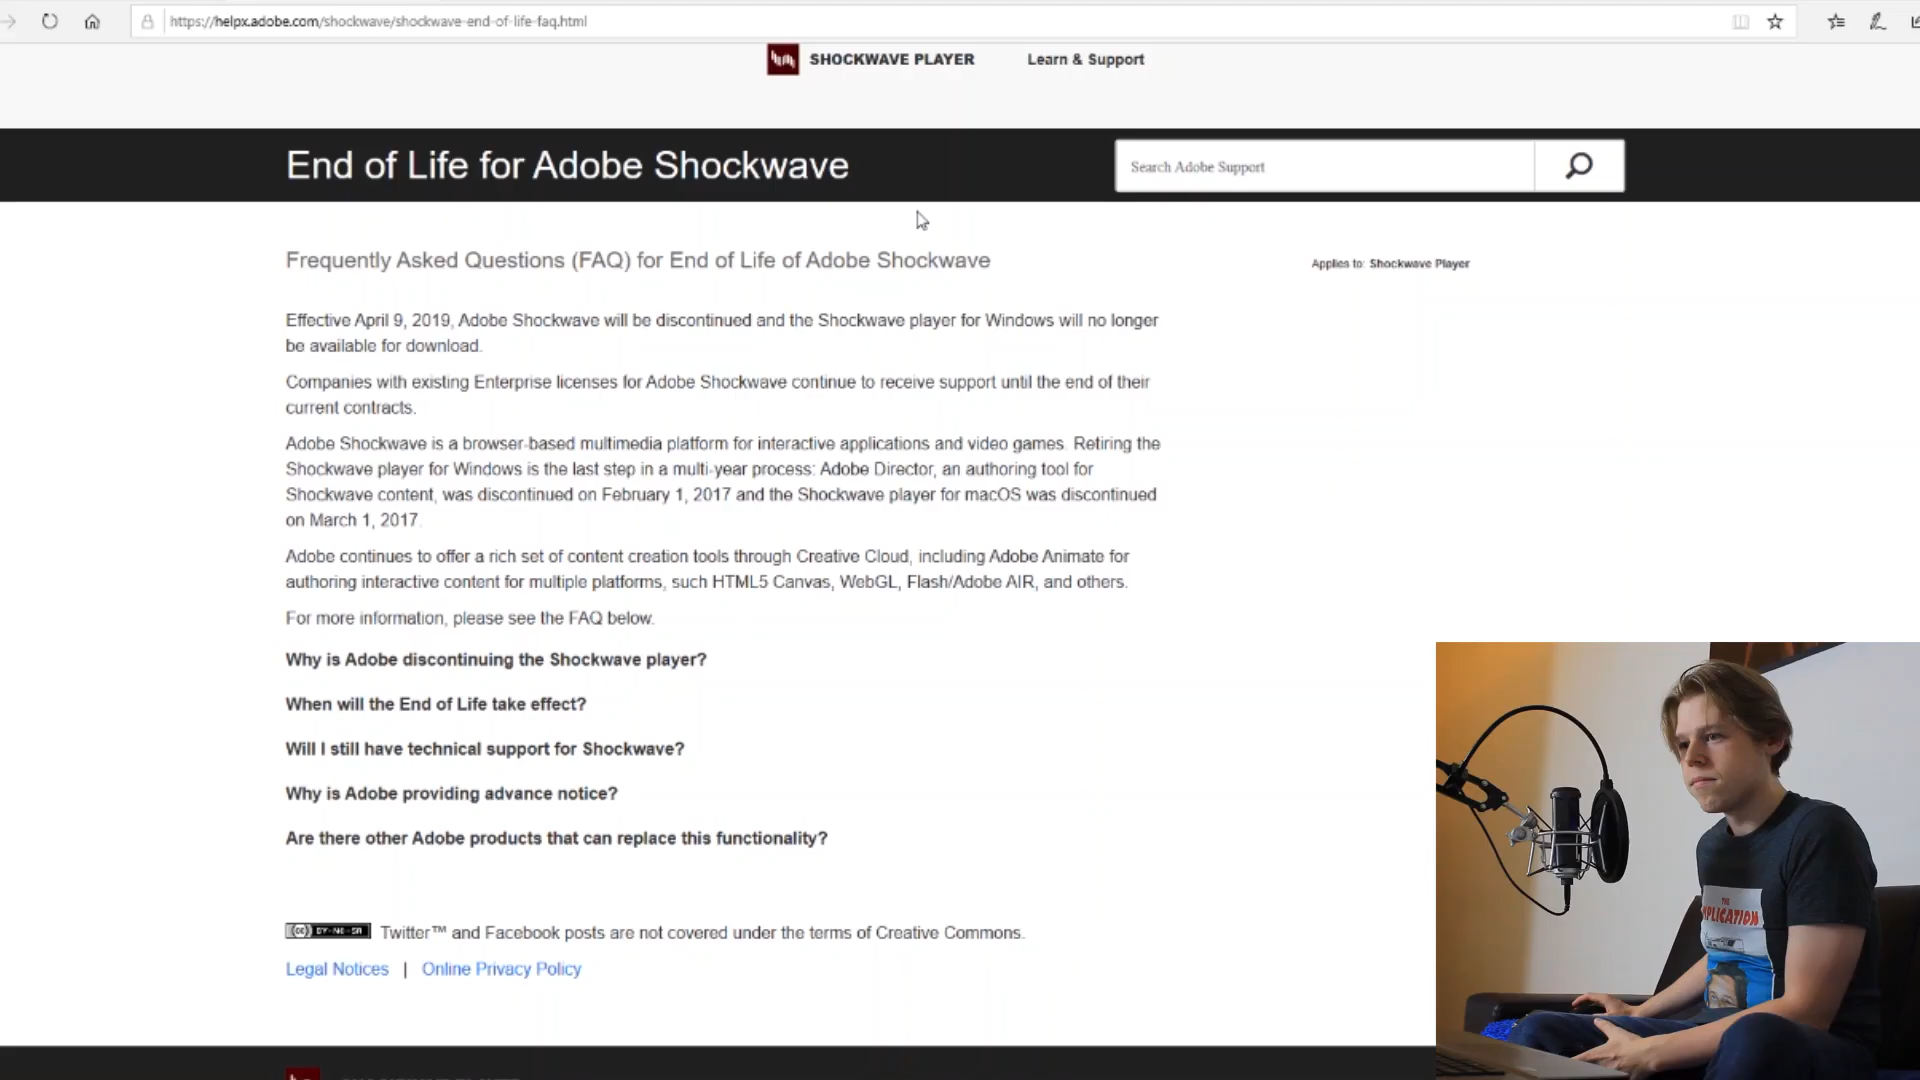 https://helpx.adobe.com/shockwave/shockwave-end-of-life-faq.html
SHOCKWAVE PLAYER
Learn & Support
End of Life for Adobe Shockwave
Search Adobe Support
Frequently Asked Questions (FAQ) for End of Life of Adobe Shockwave
Applies to: Shockwave Player
Effective April 9, 2019, Adobe Shockwave will be discontinued and the Shockwave player for Windows will no longer
be available for download.
Companies with existing Enterprise licenses for Adobe Shockwave continue to receive support until the end of their
current contracts.
Adobe Shockwave is a browser-based multimedia platform for interactive applications and video games. Retiring the
Shockwave player for Windows is the last step in a multi-year process: Adobe Director, an authoring tool for
Shockwave content, was discontinued on February 1, 2017 and the Shockwave player for macOS was discontinued
on March 1, 2017.
Adobe continues to offer a rich set of content creation tools through Creative Cloud, including Adobe Animate for
authoring interactive content for multiple platforms, such HTML5 Canvas, WebGL, Flash/Adobe AIR, and others.
For more information, please see the FAQ below.
Why is Adobe discontinuing the Shockwave player?
When will the End of Life take effect?
Will I still have technical support for Shockwave?
Why is Adobe providing advance notice?
Are there other Adobe products that can replace this functionality?
(cc) BY-NC-SA Twitter™ and Facebook posts are not covered under the terms of Creative Commons.
Legal Notices | Online Privacy Policy
THE